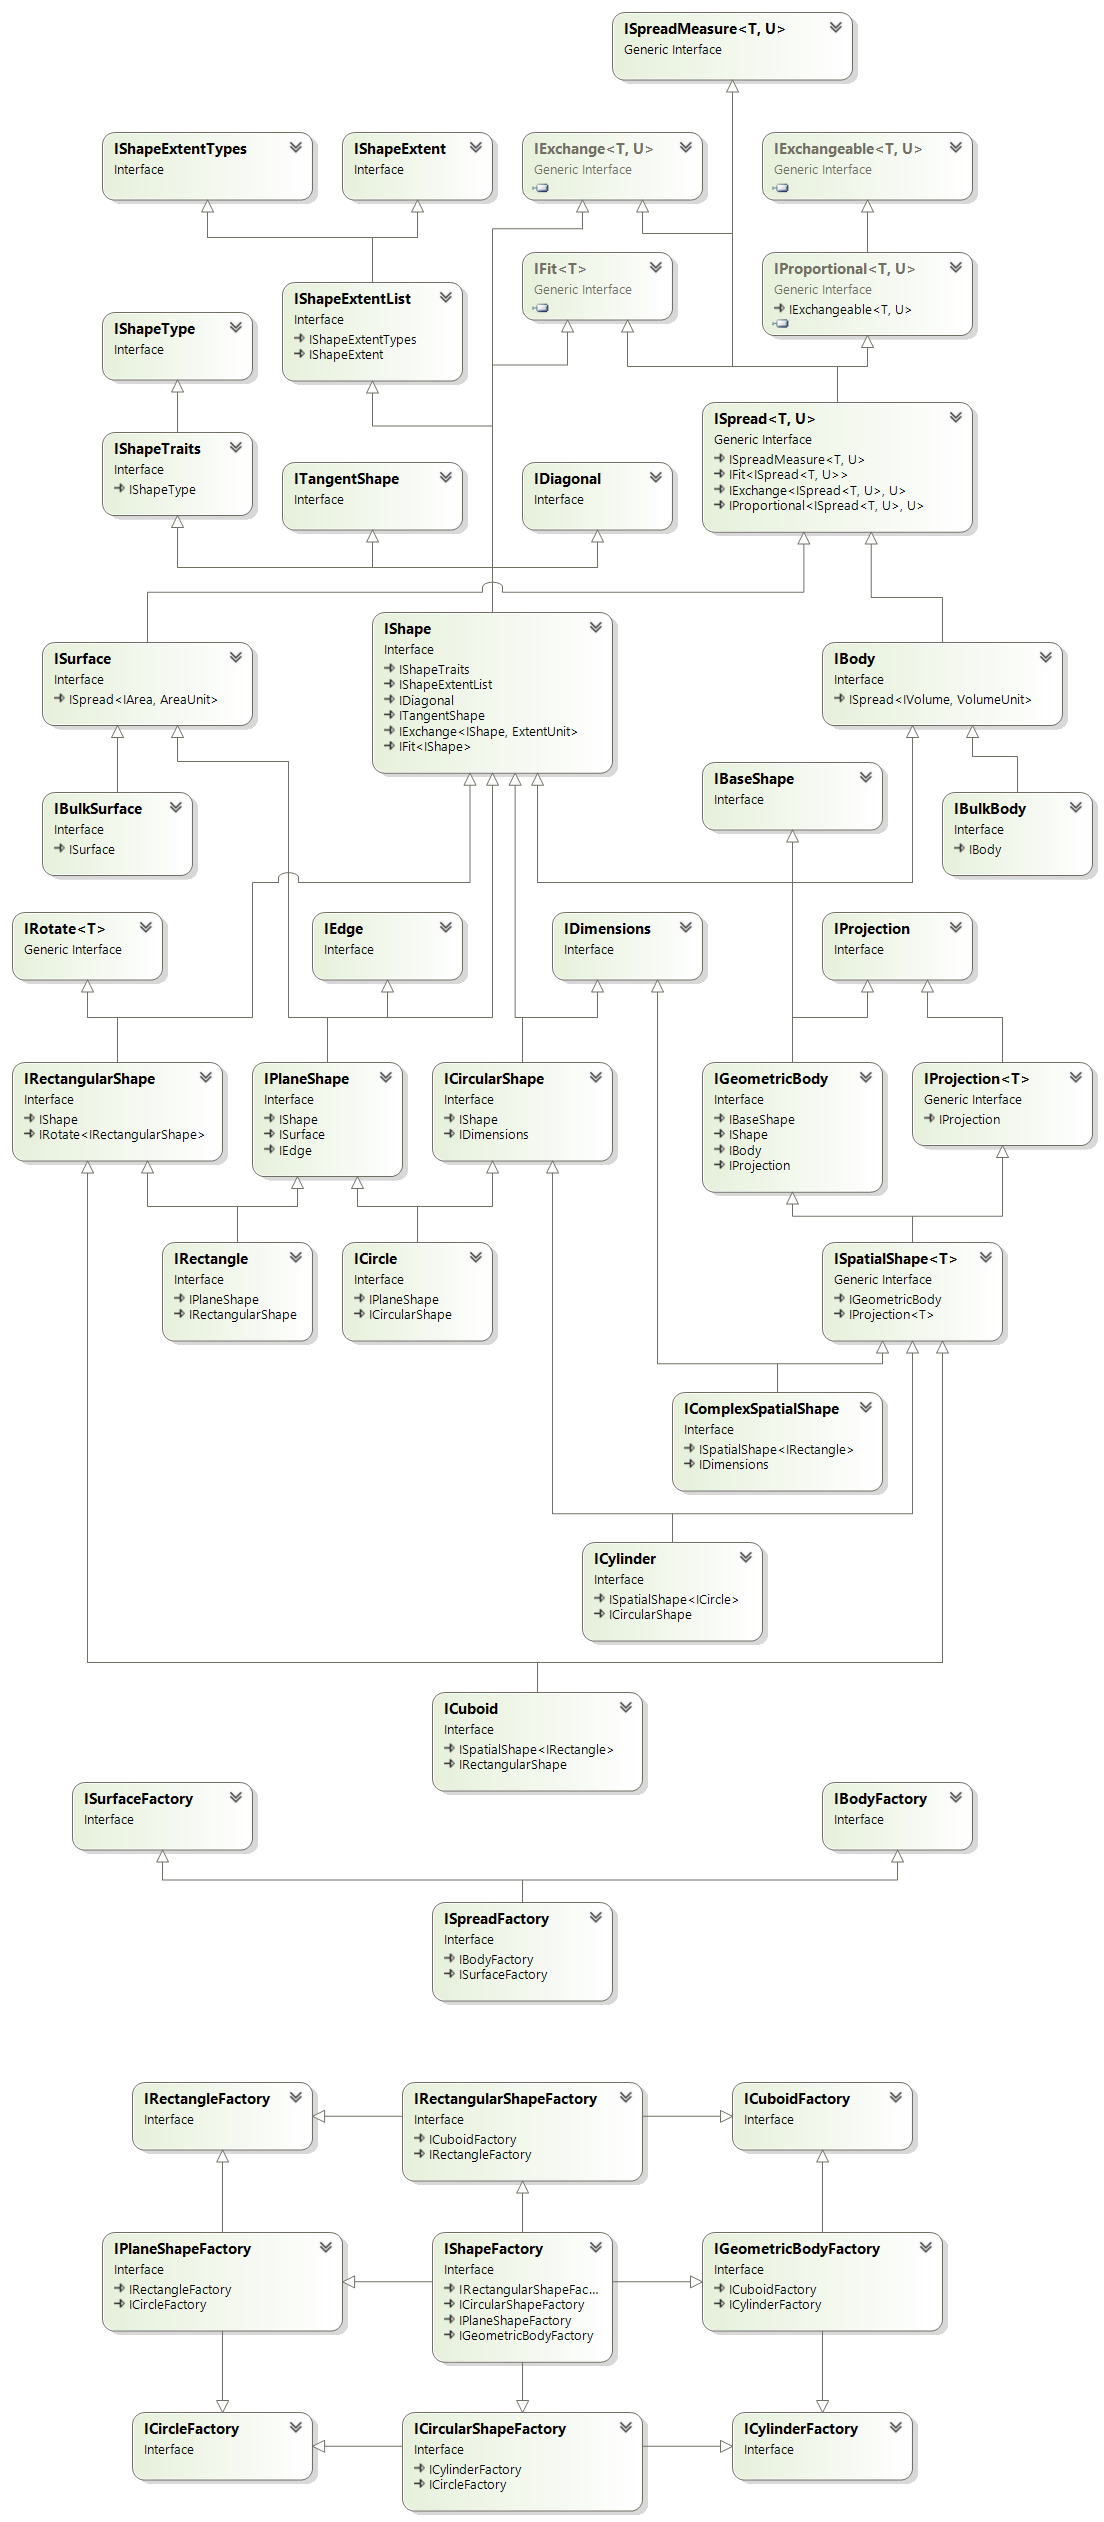 ISpreadMeasure<T, U>
Generic Interface
IShapeExtentTypes
Interface
IShapeExtent
Interface
IExchange<T, U>
Generic Interface
IExchangeable<T, U>
Generic Interface
IFit<T>
Generic Interface
IProportional<T, U>
Generic Interface
IExchangeable<T, U>
IShapeExtentList
Interface
IShapeExtentTypes
IShapeExtent
IShapeType
Interface
ISpread<T, U>
Generic Interface
ISpreadMeasure<T, U>
IFit<ISpread<T, U>>
IExchange<ISpread<T, U>, U>
IProportional<ISpread<T, U>, U>
IShapeTraits
Interface
IShapeType
ITangentShape
Interface
IDiagonal
Interface
IShape
Interface
IShapeTraits
IShapeExtentList
IDiagonal
ITangentShape
IExchange<IShape, ExtentUnit>
IFit<IShape>
ISurface
Interface
ISpread<IArea, AreaUnit>
IBody
Interface
ISpread<IVolume, VolumeUnit>
IBaseShape
Interface
IBulkSurface
Interface
ISurface
IBulkBody
Interface
IBody
IRotate<T>
Generic Interface
IEdge
Interface
IDimensions
Interface
IProjection
Interface
IRectangularShape
Interface
IShape
IRotate<IRectangularShape>
IPlaneShape
Interface
IShape
ISurface
IEdge
ICircularShape
Interface
IShape
IDimensions
IGeometricBody
Interface
IBaseShape
IShape
IBody
IProjection
IProjection<T>
Generic Interface
IProjection
IRectangle
Interface
IPlaneShape
IRectangularShape
ICircle
Interface
IPlaneShape
ICircularShape
ISpatialShape<T>
Generic Interface
IGeometricBody
IProjection<T>
IComplexSpatialShape
Interface
ISpatialShape<IRectangle>
IDimensions
ICylinder
Interface
ISpatialShape<ICircle>
ICircularShape
ICuboid
Interface
ISpatialShape<IRectangle>
IRectangularShape
ISurfaceFactory
Interface
IBodyFactory
Interface
ISpreadFactory
Interface
IBodyFactory
ISurfaceFactory
IRectangleFactory
Interface
IRectangularShapeFactory
Interface
ICuboidFactory
IRectangleFactory
ICuboidFactory
Interface
IPlaneShapeFactory
Interface
IRectangleFactory
ICircleFactory
IShapeFactory
Interface
IRectangularShapeFac...
ICircularShapeFactory
IPlaneShapeFactory
IGeometricBodyFactory
IGeometricBodyFactory
Interface
ICuboidFactory
ICylinderFactory
ICircleFactory
Interface
ICircularShapeFactory
Interface
ICylinderFactory
ICircleFactory
ICylinderFactory
Interface